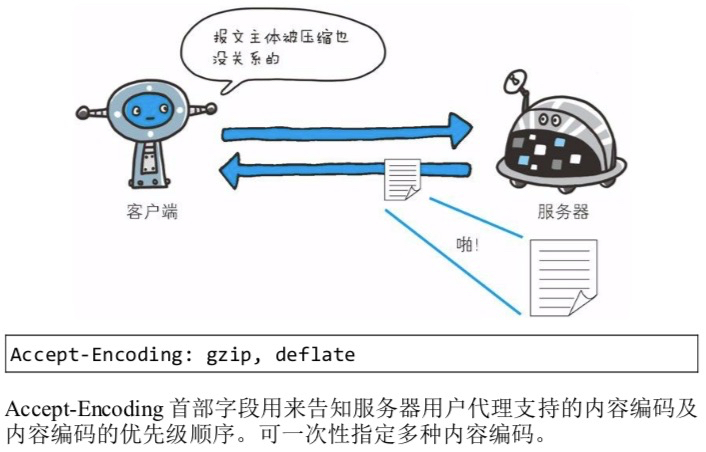 报文主体被压缩也
没关系的
客户端
服务器
啪!
Accept-Encoding: gzip, deflate
Accept-Encoding 首部字段用来告知服务器用户代理支持的内容编码及
内容编码的优先级顺序。可一次性指定多种内容编码。